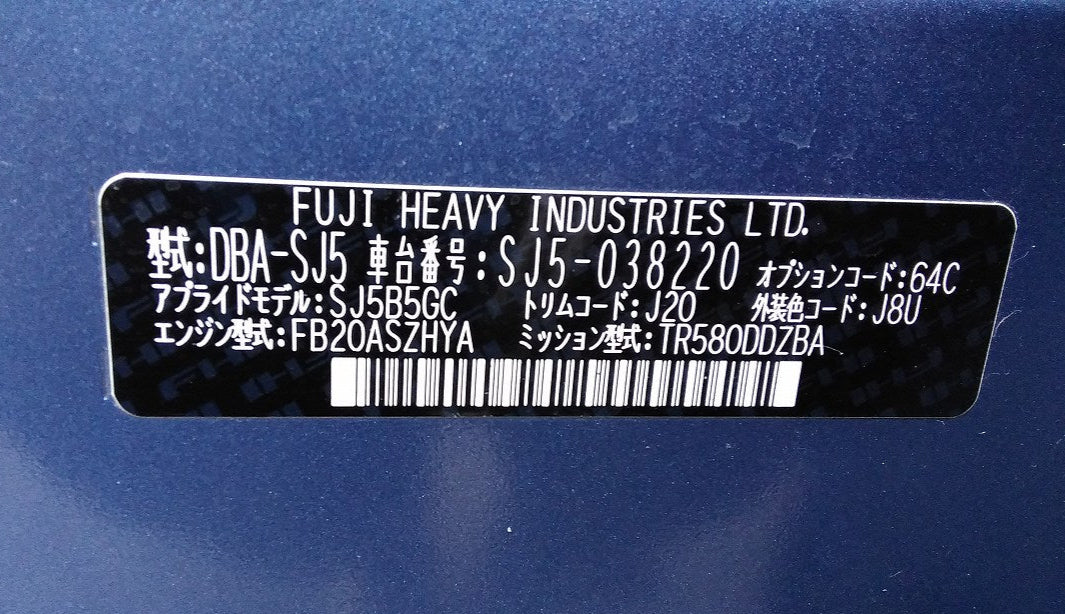 FUJI HEAVY INDUSTRIES LTD.
型式:DBA-SJ5 車台番号:SJ5-038220 オプションコード:64C
アプライドモデル:SJ5B5GC トリムコード:J20 外装色コード:J8U
エンジン型式:FB20ASZHYA ミッション型式:TR580DDZBA